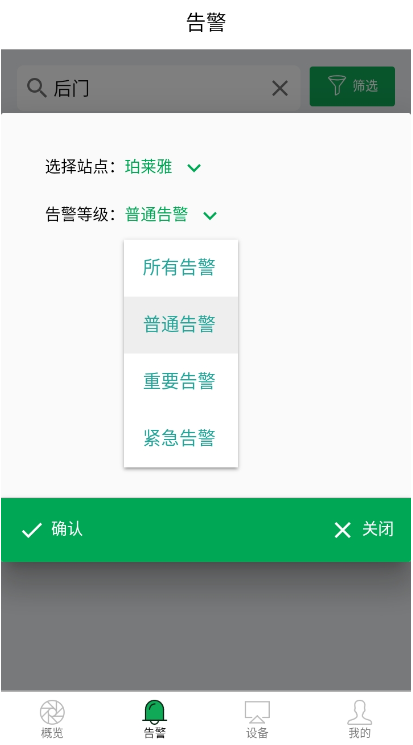 告警
后门
筛选
选择站点：珀莱雅
告警等级：普通告警
所有告警
普通告警
重要告警
紧急告警
确认 关闭
概览 告警 设备 我的